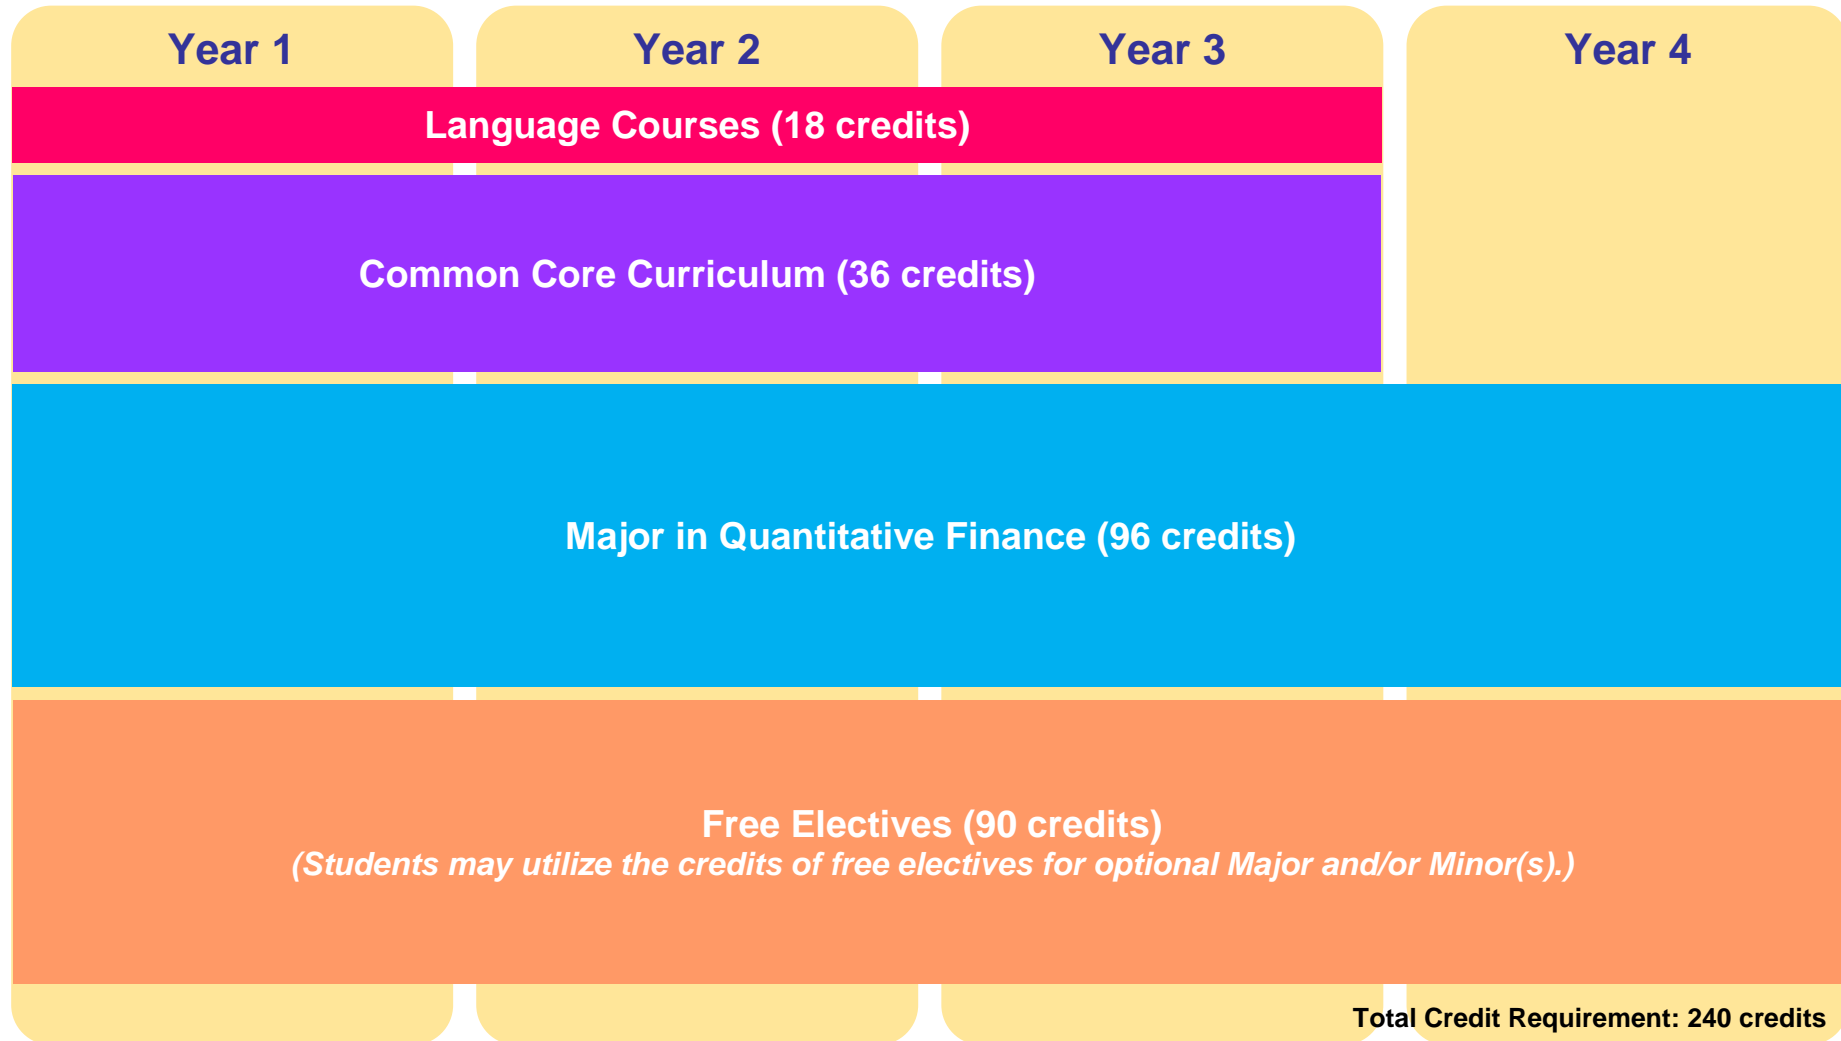 Year 1
Year 2
Year 3
Year 4
Language Courses (18 credits)
Common Core Curriculum (36 credits)
Major in Quantitative Finance (96 credits)
Free Electives (90 credits)
(Students may utilize the credits of free electives for optional Major and/or Minor(s).)
Total Credit Requirement: 240 credits